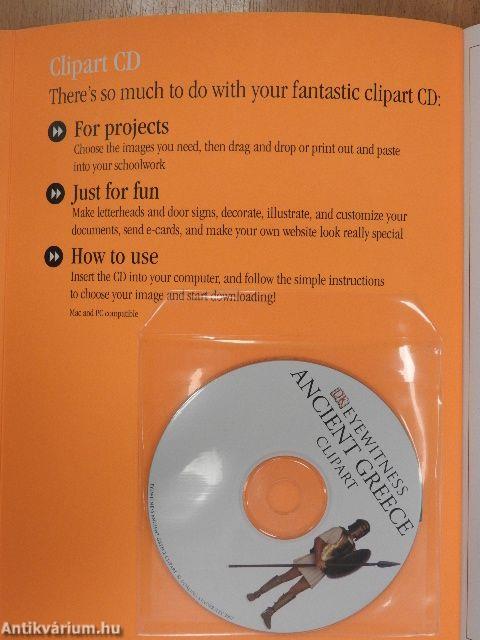 Clipart CD
There's so much to do with your fantastic clipart CD:
For projects
Choose the images you need, then drag and drop or print out and paste
into your schoolwork
Just for fun
Make letterheads and door signs, decorate, illustrate, and customize your
documents, send e-cards, and make your own website look really special
How to use
Insert the CD into your computer, and follow the simple instructions
to choose your image and start downloading!
Mac and PC compatible
DK EYEWITNESS
ANCIENT GREECE
CLIPART
Antikvárium.hu